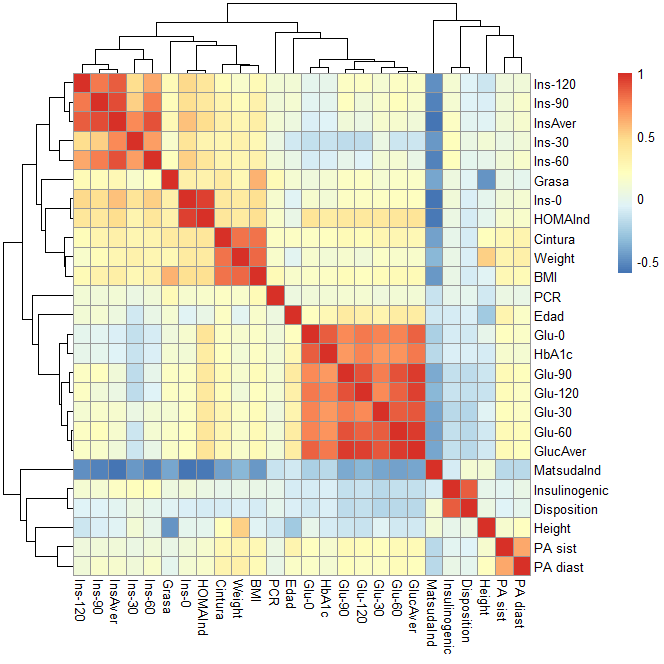 Ins-120
Ins-90
InsAver
Ins-30
Ins-60
Grasa
Ins-0
HOMAInd
Cintura
Weight
BMI
PCR
Edad
Glu-0
HbA1c
Glu-90
Glu-120
Glu-30
Glu-60
GlucAver
MatsudaInd
Insulinogenic
Disposition
Height
PA sist
PA diast
1
0.5
0
-0.5
Ins-120
Ins-90
InsAver
Ins-30
Ins-60
Grasa
Ins-0
HOMAInd
Cintura
Weight
BMI
PCR
Edad
Glu-0
HbA1c
Glu-90
Glu-120
Glu-30
Glu-60
GlucAver
MatsudaInd
Insulinogenic
Disposition
Height
PA sist
PA diast